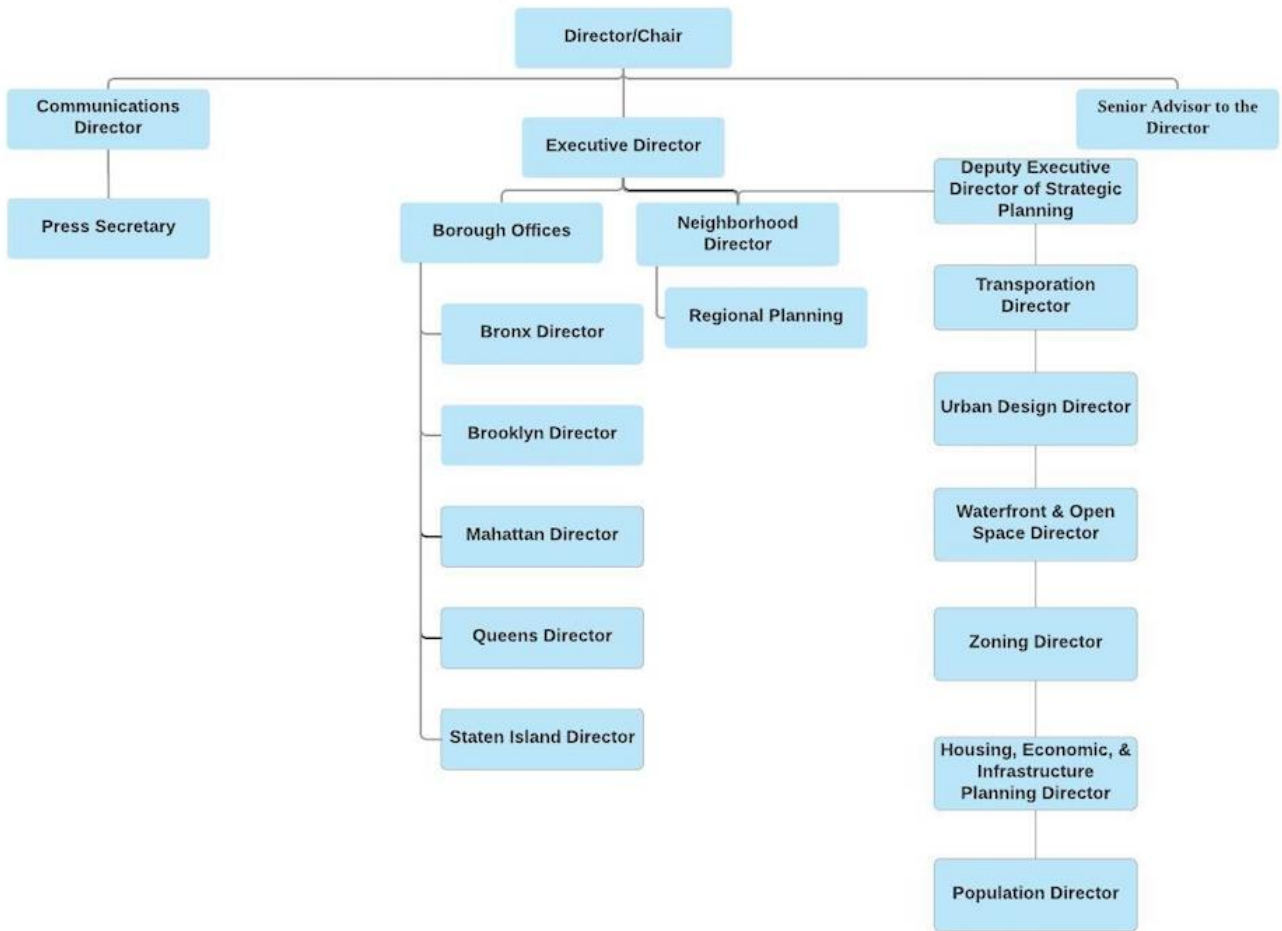 Director/Chair
Communications
Director
Senior Advisor to the
Director
Executive Director
Deputy Executive
Director of Strategic
Planning
Press Secretary
Borough Offices
Neighborhood
Director
Transporation
Director
Regional Planning
Bronx Director
Urban Design Director
Brooklyn Director
Waterfront & Open
Space Director
Mahattan Director
Queens Director
Zoning Director
Staten Island Director
Housing, Economic, &
Infrastructure
Planning Director
Population Director